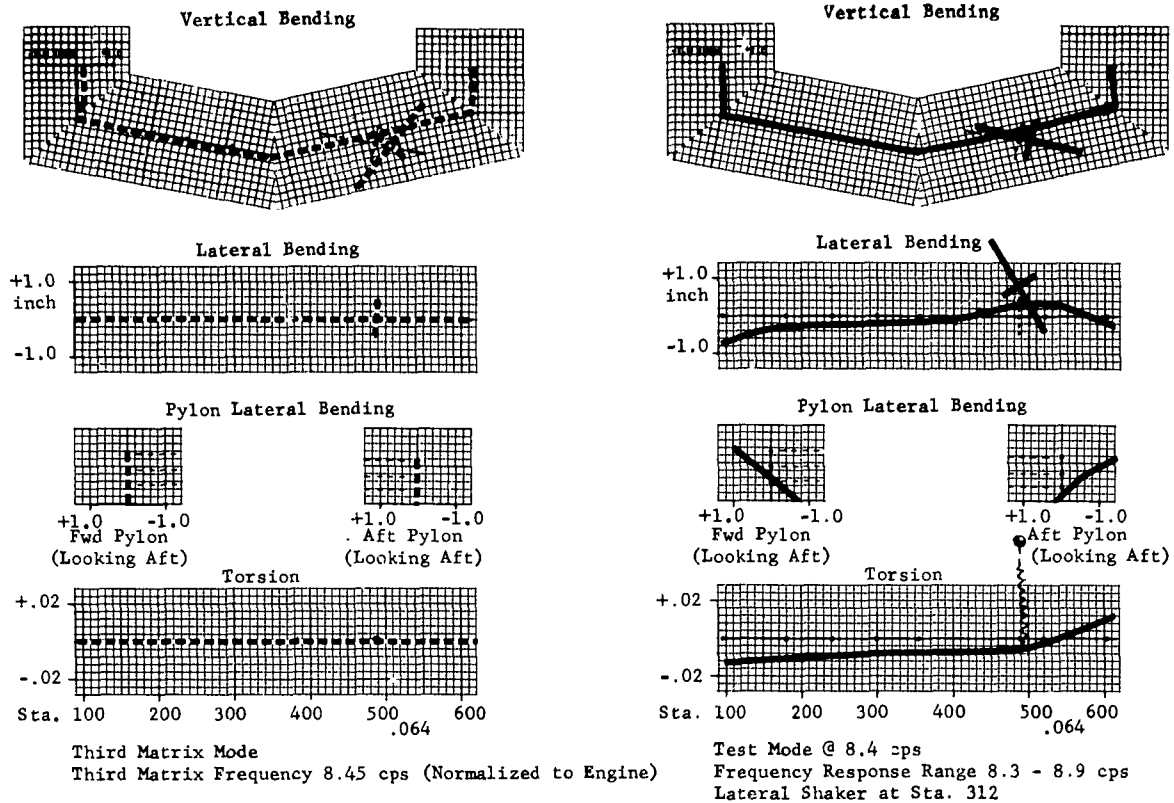 Vertical Bending
Lateral Bending
+1.0
inch
-1.0
Pylon Lateral Bending
+1.0 -1.0
Fwd Pylon
(Looking Aft)
+1.0 -1.0
Aft Pylon
(Looking Aft)
Torsion
+.02
-.02
Sta. 100 200 300 400 500 600
.064
Third Matrix Mode
Third Matrix Frequency 8.45 cps (Normalized to Engine)
Vertical Bending
Lateral Bending
+1.0
inch
-1.0
Pylon Lateral Bending
+1.0 -1.0
Fwd Pylon
(Looking Aft)
+1.0 -1.0
Aft Pylon
(Looking Aft)
Torsion
+.02
-.02
Sta. 100 200 300 400 500 600
.064
Test Mode @ 8.4 cps
Frequency Response Range 8.3 - 8.9 cps
Lateral Shaker at Sta. 312